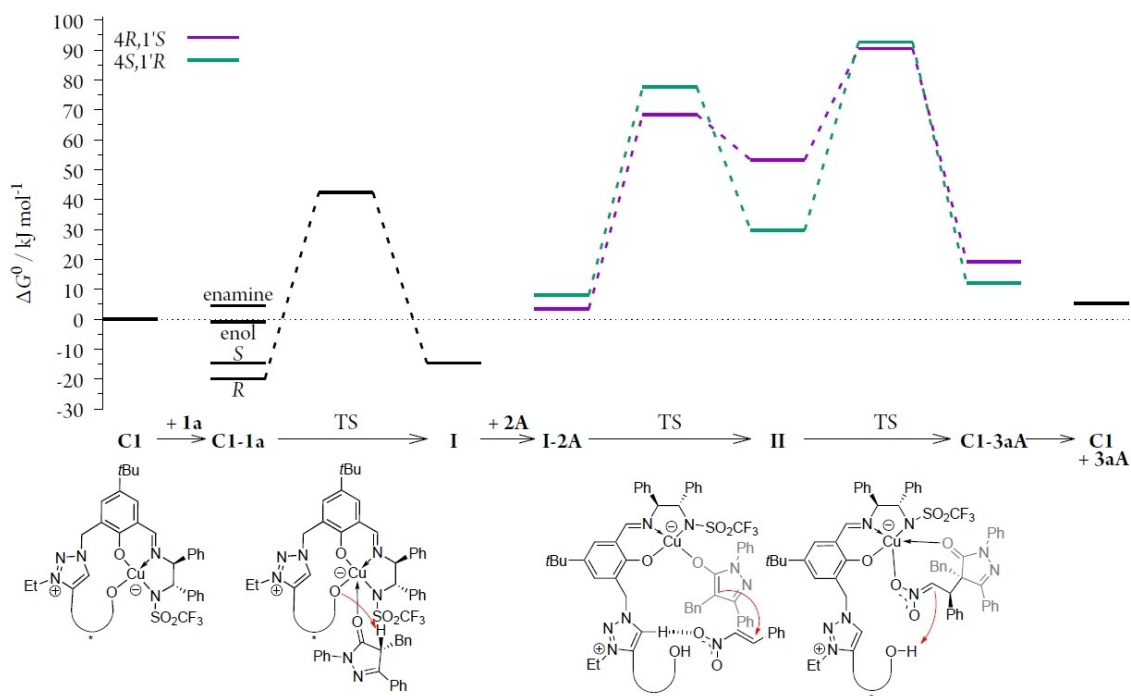 100
90
80
70
60
50
40
30
20
10
0
-10
-20
-30
ΔG⁰ / kJ mol⁻¹
4R,1'S
4S,1'R
enamine
enol
S
R
C1 + 1a C1-1a TS I + 2A I-2A TS II TS C1-3aA C1
+ 3aA
tBu
N
N
N
Et
O
O
Cu
N
N
Ph
Ph
SO₂CF₃
*
tBu
N
N
N
Et
O
O
Cu
N
N
Ph
Ph
SO₂CF₃
*
O
H
Bn
Ph
N
N
Ph
Ph
Ph
N
N
SO₂CF₃
Cu
O
O
tBu
Ph
N
N
Bn
Ph
H
O
N
O
Ph
N
N
N
Et
OH
Ph
Ph
N
N
SO₂CF₃
Cu
O
O
tBu
Ph
N
N
Bn
Ph
O
N
O
Ph
N
N
N
Et
O-H
*